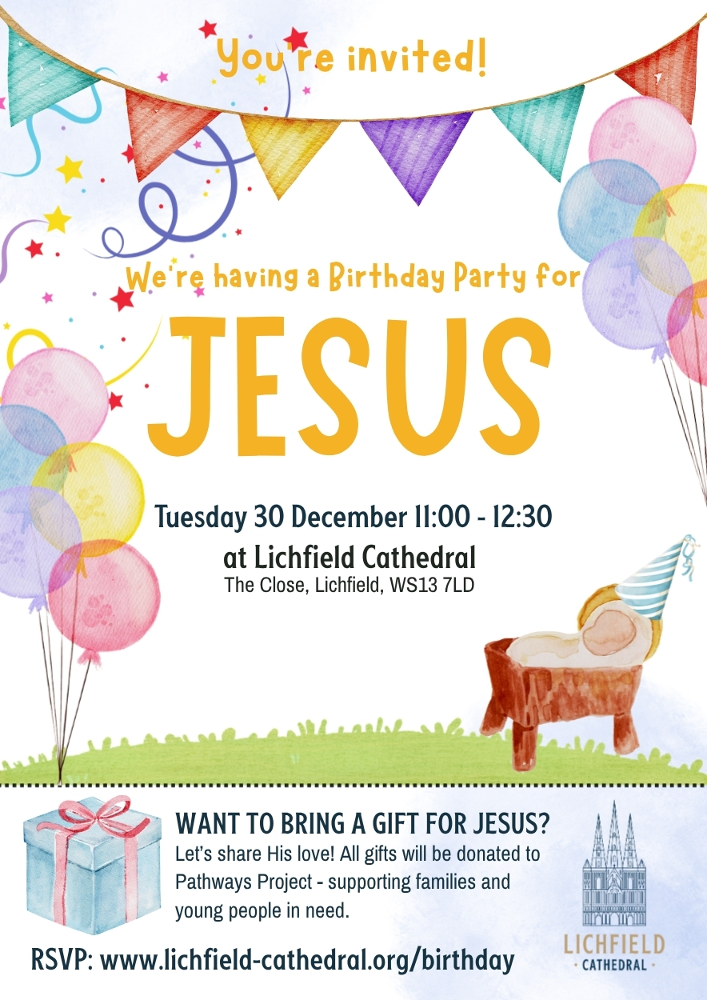 You're invited!
We're having a Birthday Party for
JESUS
Tuesday 30 December 11:00 - 12:30
at Lichfield Cathedral
The Close, Lichfield, WS13 7LD
WANT TO BRING A GIFT FOR JESUS?
Let's share His love! All gifts will be donated to
Pathways Project - supporting families and
young people in need.
RSVP: www.lichfield-cathedral.org/birthday
LICHFIELD
· CATHEDRAL ·